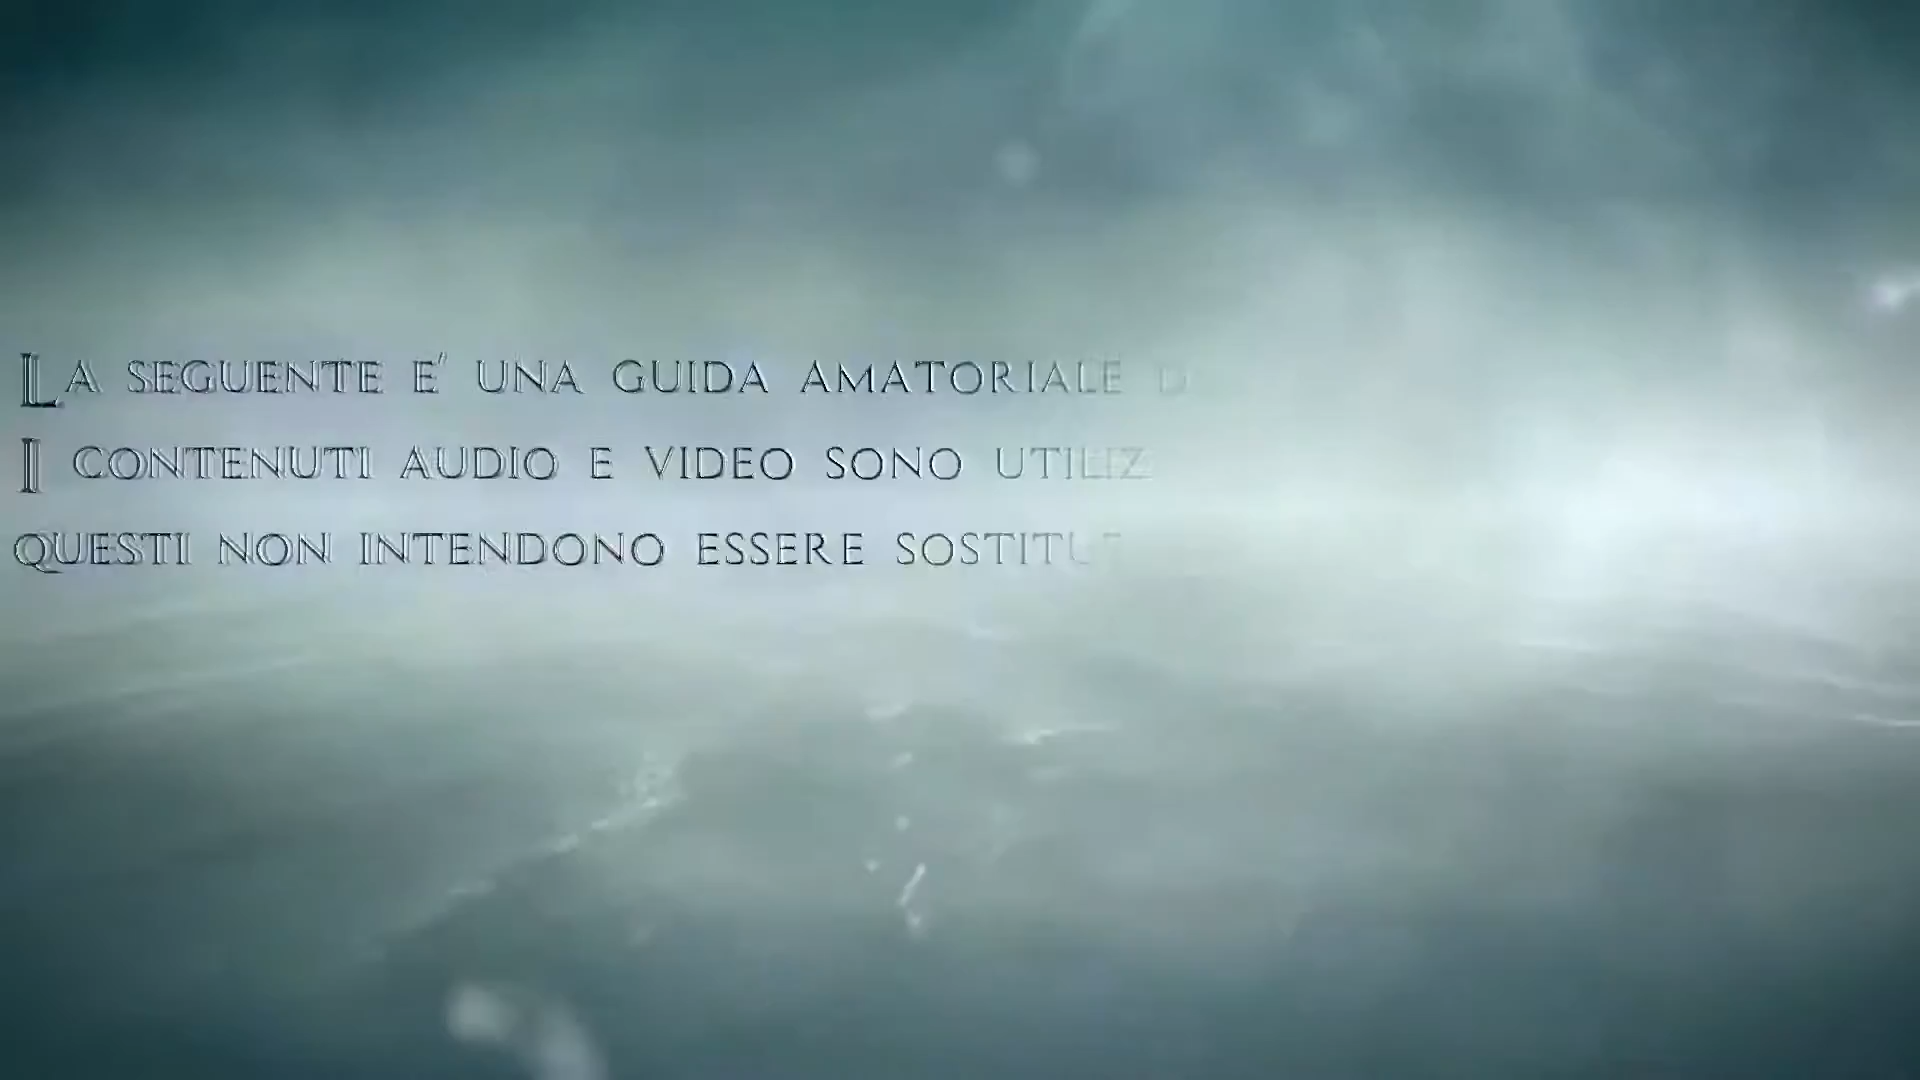 La seguente e' una guida amatoriale
I contenuti audio e video sono
questi non intendono essere